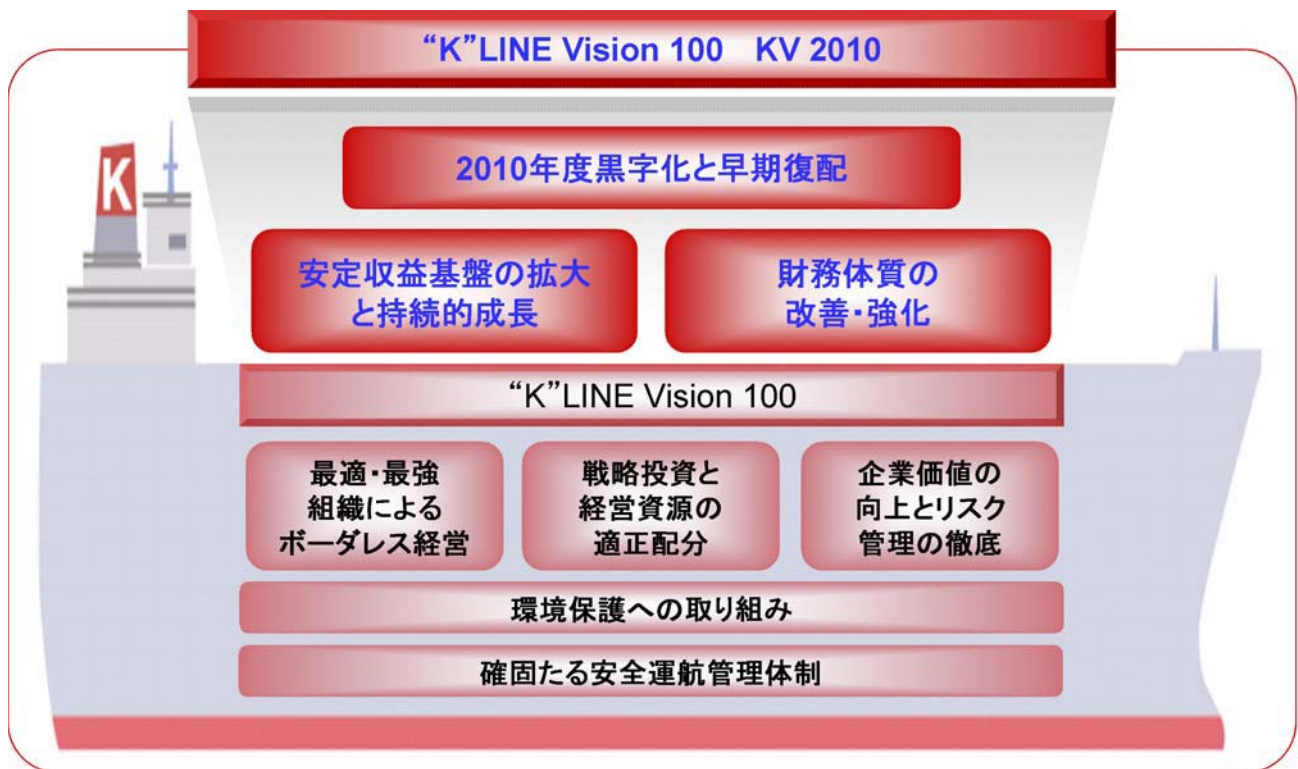 “K”LINE Vision 100 KV 2010
K
2010年度黒字化と早期復配
安定収益基盤の拡大
と持続的成長
財務体質の
改善・強化
“K”LINE Vision 100
最適・最強
組織による
ボーダレス経営
戦略投資と
経営資源の
適正配分
企業価値の
向上とリスク
管理の徹底
環境保護への取り組み
確固たる安全運航管理体制